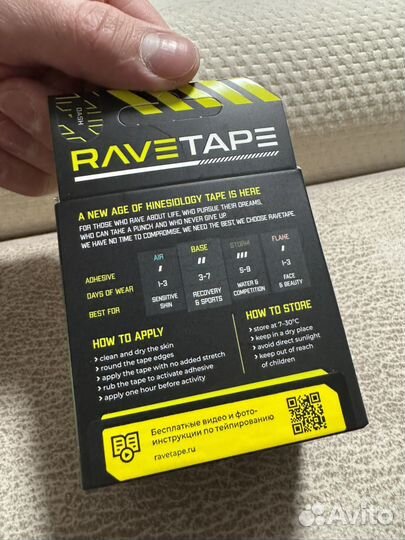 DASH
RAVETAPE
A NEW AGE OF KINESIOLOGY TAPE IS HERE
FOR THOSE WHO RAVE ABOUT LIFE, WHO PURSUE THEIR DREAMS,
WHO CAN TAKE A PUNCH AND WHO NEVER GIVE UP
WE HAVE NO TIME TO COMPROMISE. WE NEED THE BEST. WE CHOOSE RAVETAPE.
AIR BASE STORM FLAME
ADHESIVE
DAYS OF WEAR 1-3 3-7 5-9 1-3
BEST FOR SENSITIVE SKIN RECOVERY & SPORTS WATER & COMPETITION FACE & BEAUTY
HOW TO APPLY
› clean and dry the skin
› round the tape edges
› apply the tape with no added stretch
› rub the tape to activate adhesive
› apply one hour before activity
HOW TO STORE
› store at 7-30°C
› keep in a dry place
› avoid direct sunlight
› keep out of reach
of children
Бесплатные видео и фото-
инструкции по тейпированию
ravetape.ru
Avito